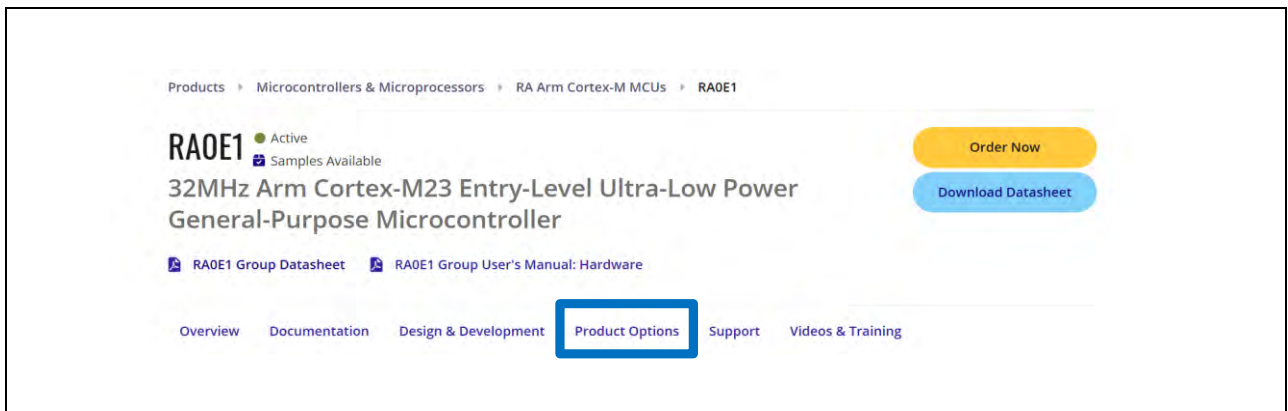 Products Microcontrollers & Microprocessors RA Arm Cortex-M MCUs RA0E1
RA0E1 Active
Samples Available
Order Now
32MHz Arm Cortex-M23 Entry-Level Ultra-Low Power
General-Purpose Microcontroller
Download Datasheet
RA0E1 Group Datasheet RA0E1 Group User's Manual: Hardware
Overview Documentation Design & Development Product Options Support Videos & Training